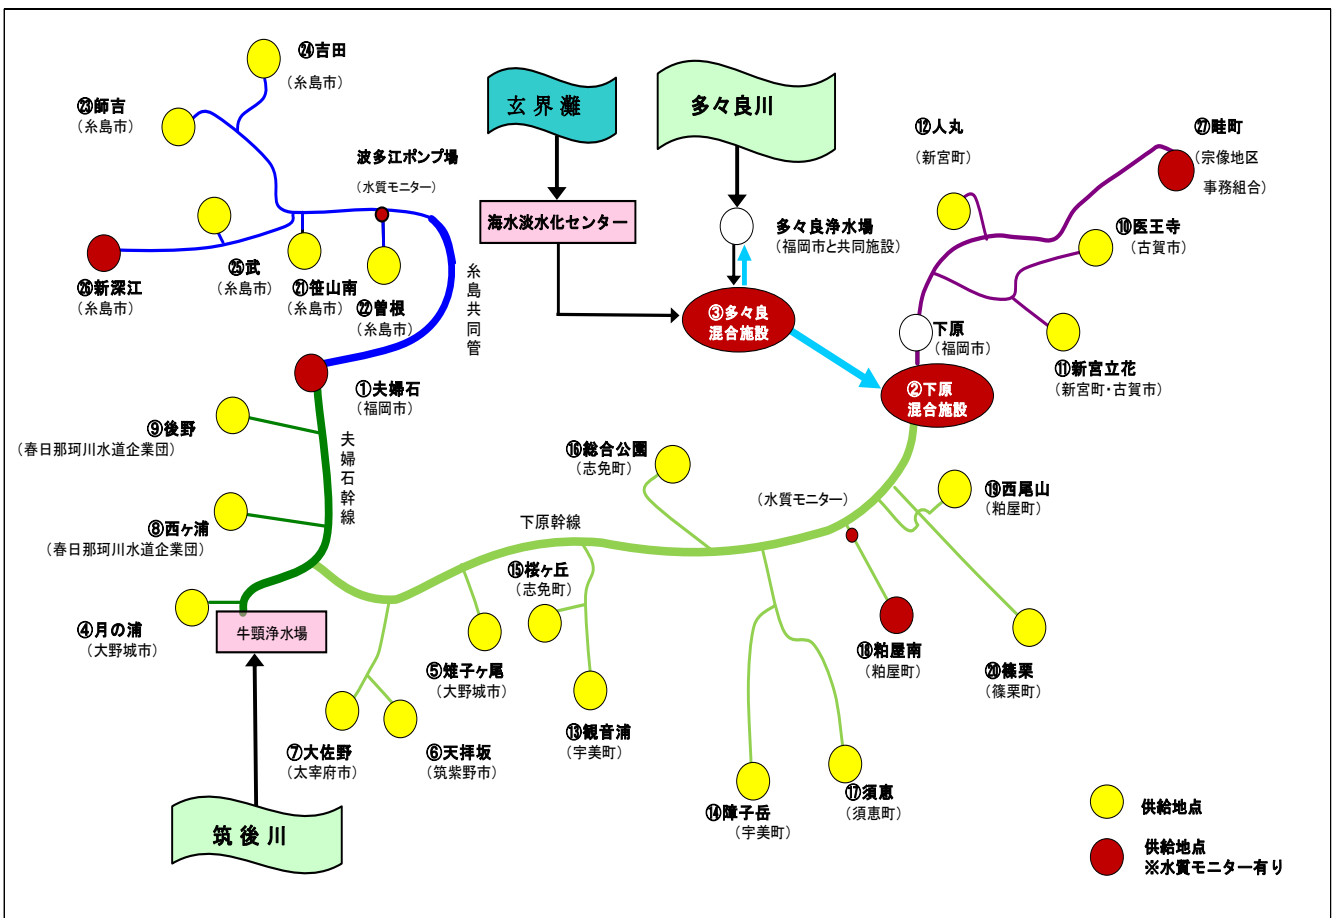 ㉔吉田
（糸島市）
㉓師吉
（糸島市）
玄界灘
多々良川
⑫人丸
（新宮町）
㉗畦町
（宗像地区
事務組合）
波多江ポンプ場
（水質モニター）
海水淡水化センター
多々良浄水場
（福岡市と共同施設）
⑩医王寺
（古賀市）
㉖新深江
（糸島市）
㉕武
（糸島市）
㉑笹山南
（糸島市）
㉒曽根
（糸島市）
糸島共同管
③多々良
混合施設
下原
（福岡市）
⑪新宮立花
（新宮町・古賀市）
①夫婦石
（福岡市）
②下原
混合施設
⑨後野
（春日那珂川水道企業団）
夫婦石幹線
⑯総合公園
（志免町）
（水質モニター）
⑲西尾山
（粕屋町）
⑧西ヶ浦
（春日那珂川水道企業団）
下原幹線
⑮桜ヶ丘
（志免町）
④月の浦
（大野城市）
牛頸浄水場
⑤雉子ヶ尾
（大野城市）
⑱粕屋南
（粕屋町）
⑳篠栗
（篠栗町）
⑬観音浦
（宇美町）
⑦大佐野
（太宰府市）
⑥天拝坂
（筑紫野市）
⑭障子岳
（宇美町）
⑰須恵
（須恵町）
筑後川
供給地点
供給地点
※水質モニター有り